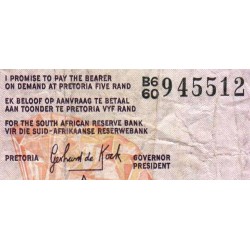 I PROMISE TO PAY THE BEARER
ON DEMAND AT PRETORIA FIVE RAND
B6
60 945512
EK BELOOF OP AANVRAAG TE BETAAL
AAN TOONDER TE PRETORIA VYF RAND
FOR THE SOUTH AFRICAN RESERVE BANK
VIR DIE SUID-AFRIKAANSE RESERWEBANK
PRETORIA Gerhard de Kock GOVERNOR
PRESIDENT